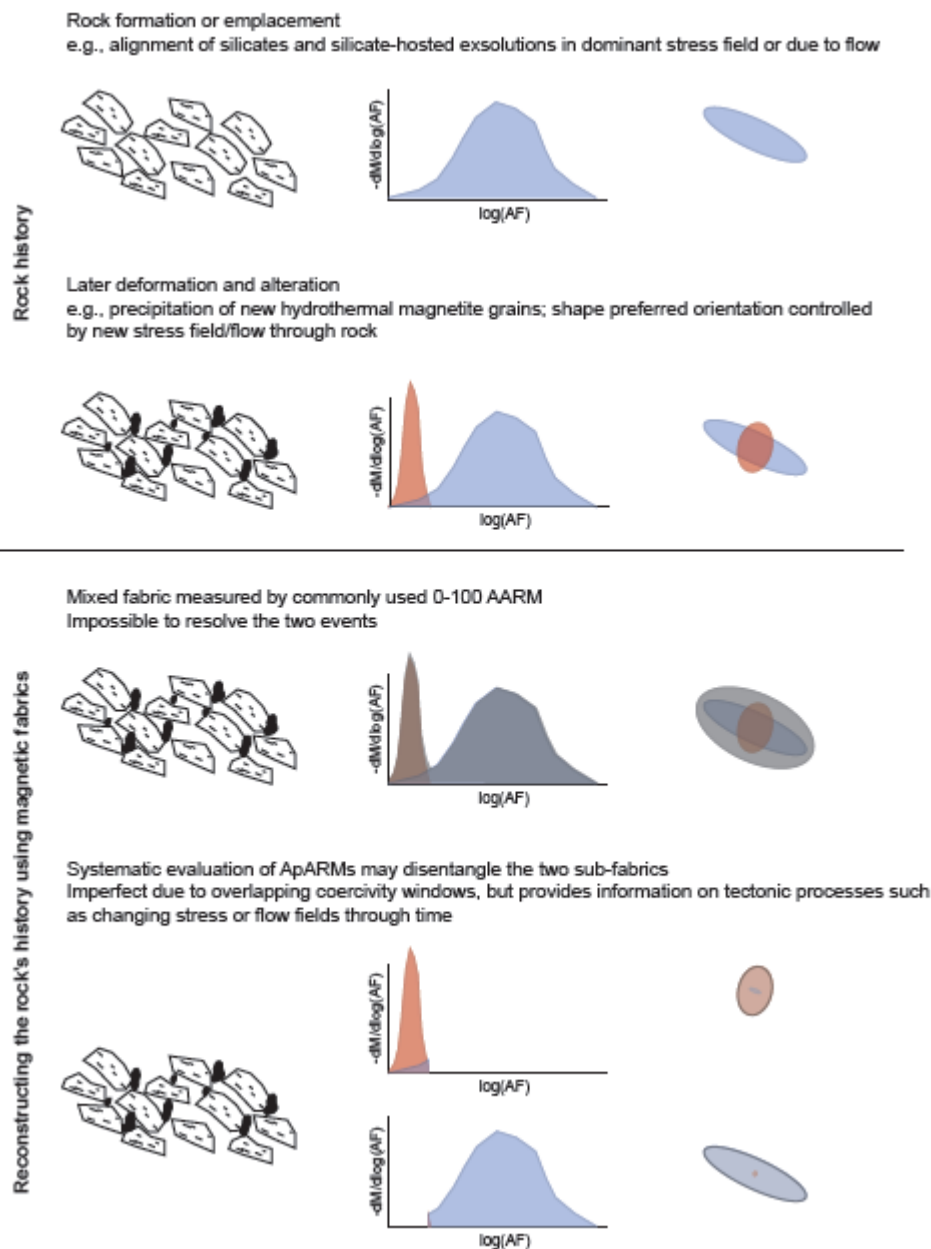 Rock formation or emplacement
e.g., alignment of silicates and silicate-hosted exsolutions in dominant stress field or due to flow
-dM/dlog(AF)
log(AF)
Rock history
Later deformation and alteration
e.g., precipitation of new hydrothermal magnetite grains; shape preferred orientation controlled
by new stress field/flow through rock
-dM/dlog(AF)
log(AF)
Mixed fabric measured by commonly used 0-100 AARM
Impossible to resolve the two events
-dM/dlog(AF)
log(AF)
Reconstructing the rock's history using magnetic fabrics
Systematic evaluation of ApARMs may disentangle the two sub-fabrics
Imperfect due to overlapping coercivity windows, but provides information on tectonic processes such
as changing stress or flow fields through time
-dM/dlog(AF)
log(AF)
-dM/dlog(AF)
log(AF)